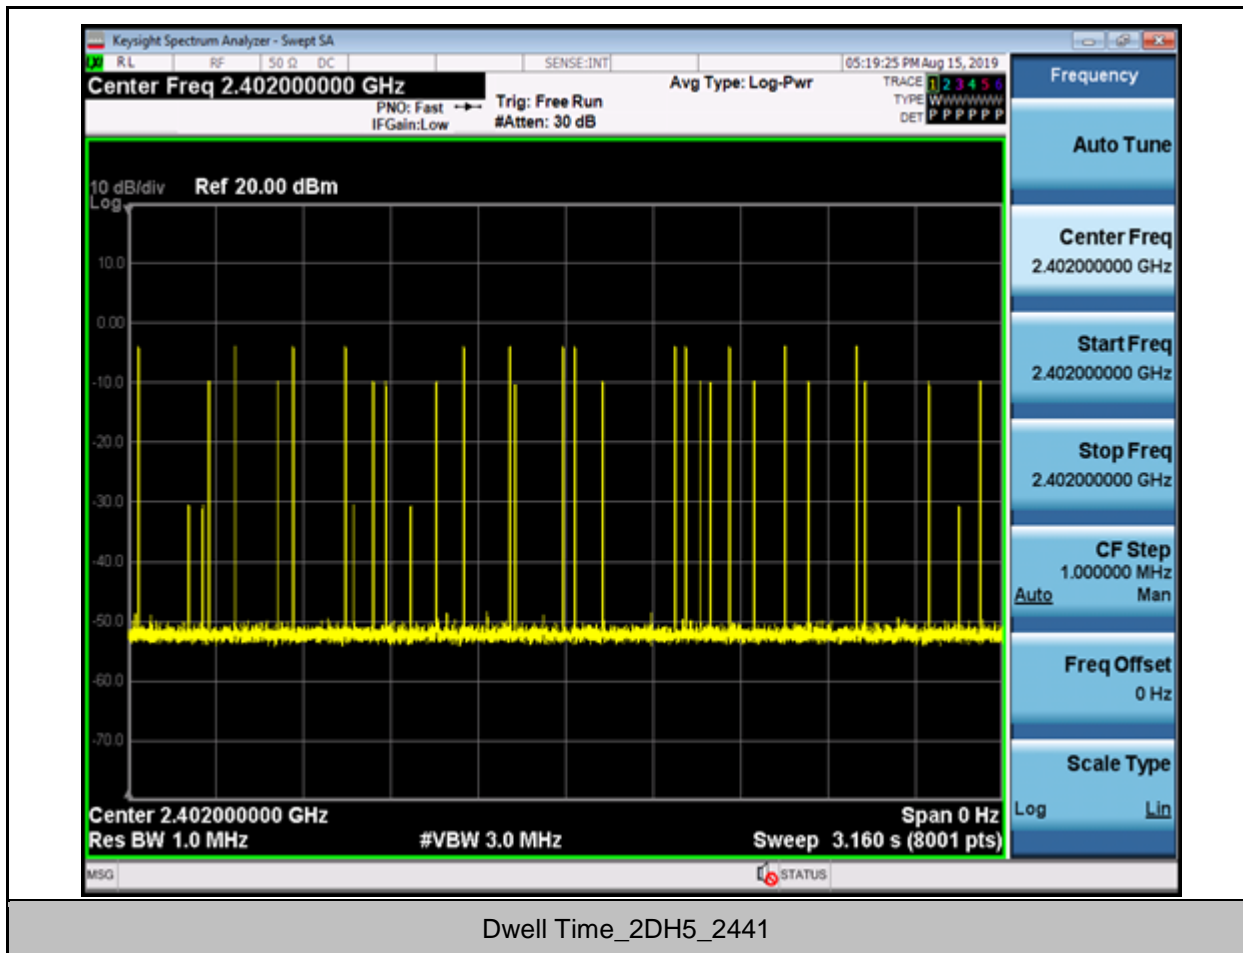 Keysight Spectrum Analyzer - Swept SA
RL RF 50 Ω DC SENSE:INT 05:19:25 PM Aug 15, 2019
Center Freq 2.402000000 GHz
PNO: Fast
IFGain:Low
Trig: Free Run
#Atten: 30 dB
Avg Type: Log-Pwr
TRACE 1 2 3 4 5 6
TYPE WWWWWW
DET P P P P P P
10 dB/div Ref 20.00 dBm
Log
10.0
0.00
-10.0
-20.0
-30.0
-40.0
-50.0
-60.0
-70.0
Center 2.402000000 GHz Span 0 Hz
Res BW 1.0 MHz #VBW 3.0 MHz Sweep 3.160 s (8001 pts)
MSG STATUS
Frequency
Auto Tune
Center Freq
2.402000000 GHz
Start Freq
2.402000000 GHz
Stop Freq
2.402000000 GHz
CF Step
1.000000 MHz
Auto Man
Freq Offset
0 Hz
Scale Type
Log Lin
Dwell Time_2DH5_2441